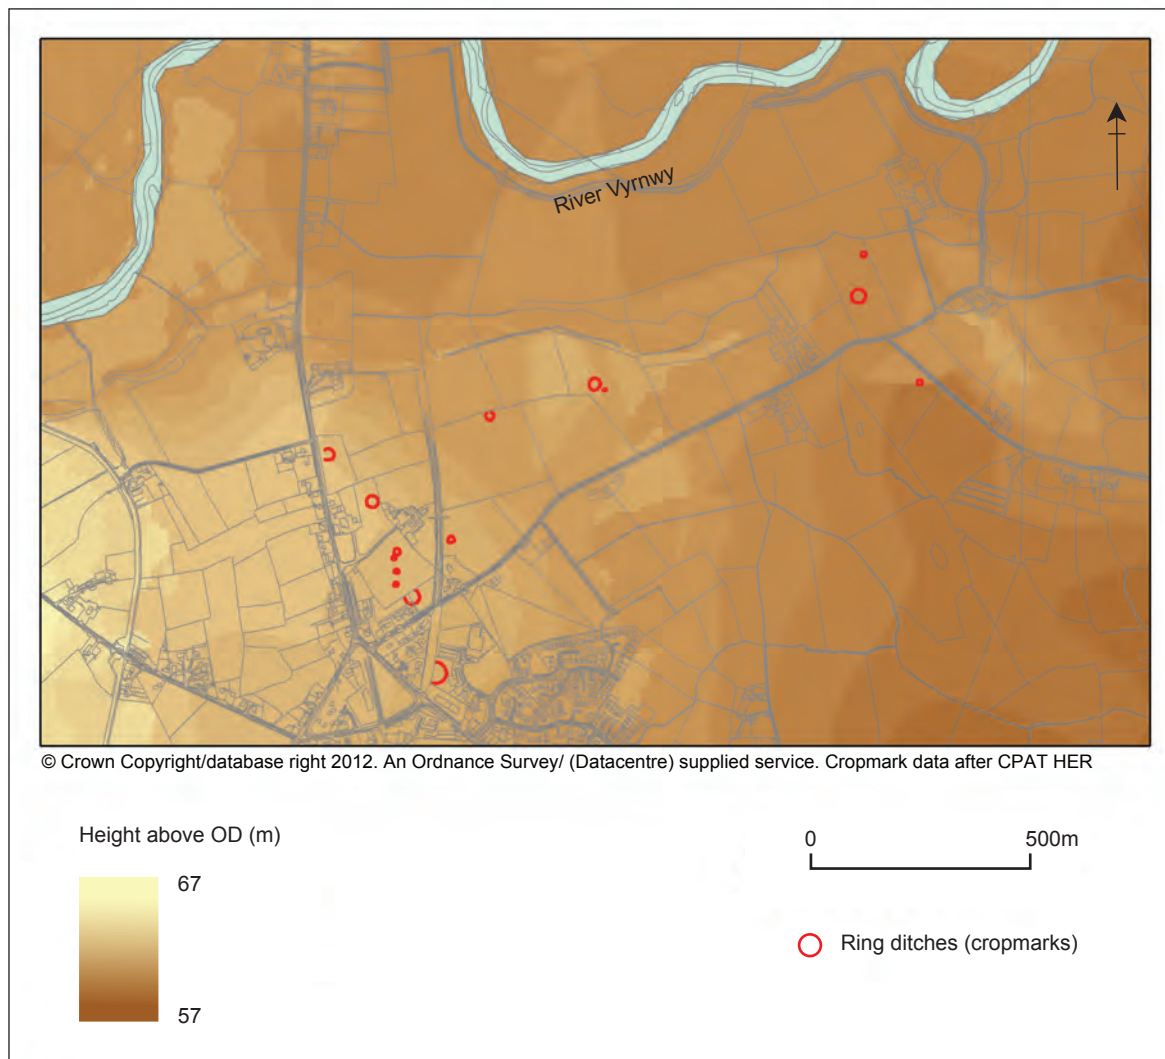 River Vyrnwy
© Crown Copyright/database right 2012. An Ordnance Survey/ (Datacentre) supplied service. Cropmark data after CPAT HER
Height above OD (m)
67
57
0 500m
Ring ditches (cropmarks)